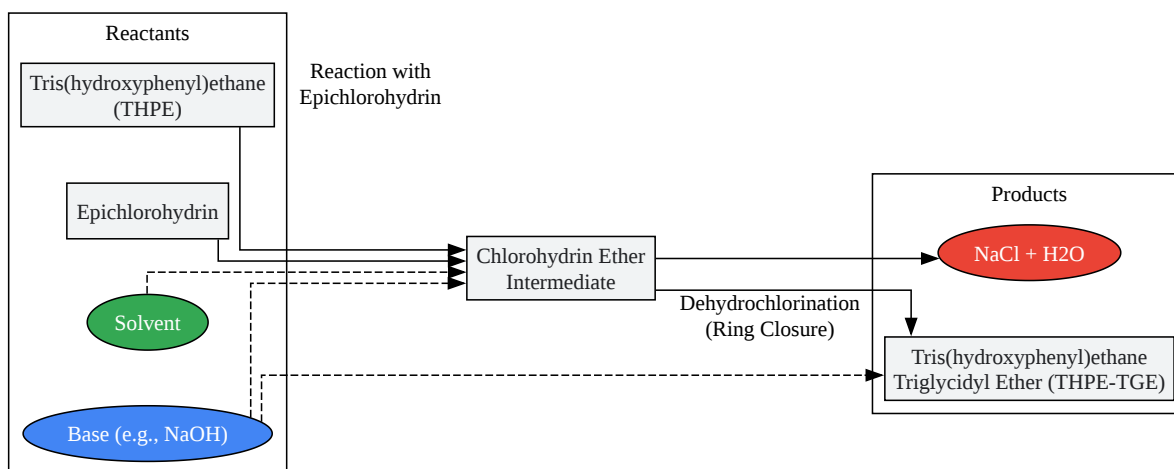 Reactants
Tris(hydroxyphenyl)ethane
(THPE)
Reaction with
Epichlorohydrin
Epichlorohydrin
Solvent
Base (e.g., NaOH)
Chlorohydrin Ether
Intermediate
Dehydrochlorination
(Ring Closure)
Products
NaCl + H2O
Tris(hydroxyphenyl)ethane
Triglycidyl Ether (THPE-TGE)